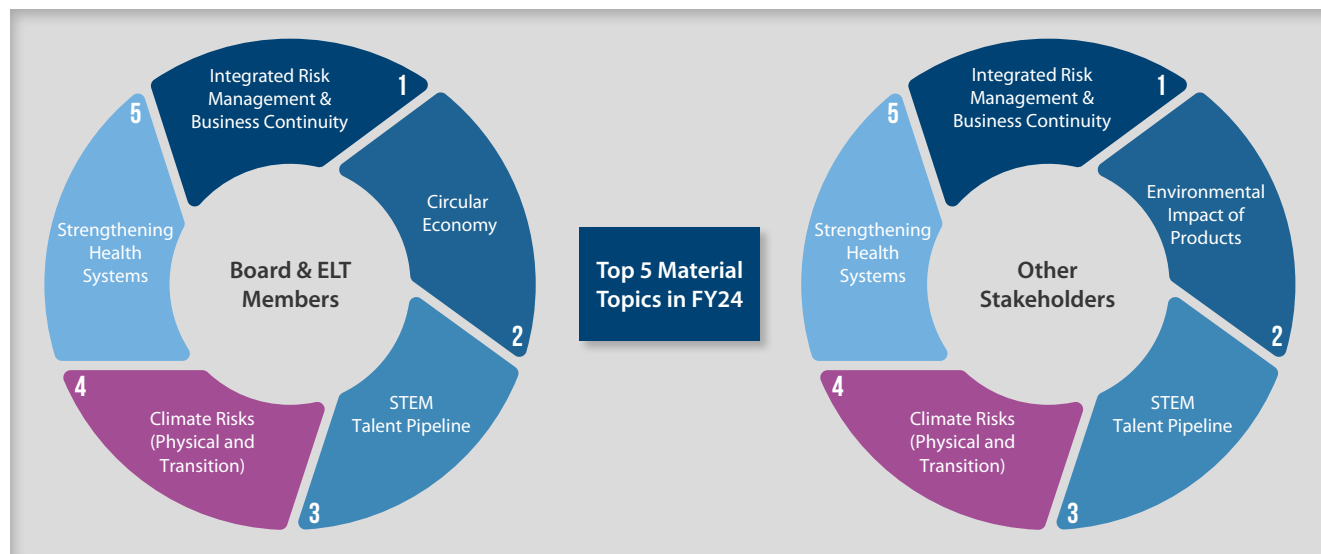 Integrated Risk
Management &
Business Continuity
1
Circular
Economy
2
STEM
Talent Pipeline
3
Climate Risks
(Physical and
Transition)
4
Strengthening
Health
Systems
5
Board & ELT
Members
Top 5 Material
Topics in FY24
Integrated Risk
Management &
Business Continuity
1
Environmental
Impact of
Products
2
STEM
Talent Pipeline
3
Climate Risks
(Physical and
Transition)
4
Strengthening
Health
Systems
5
Other
Stakeholders